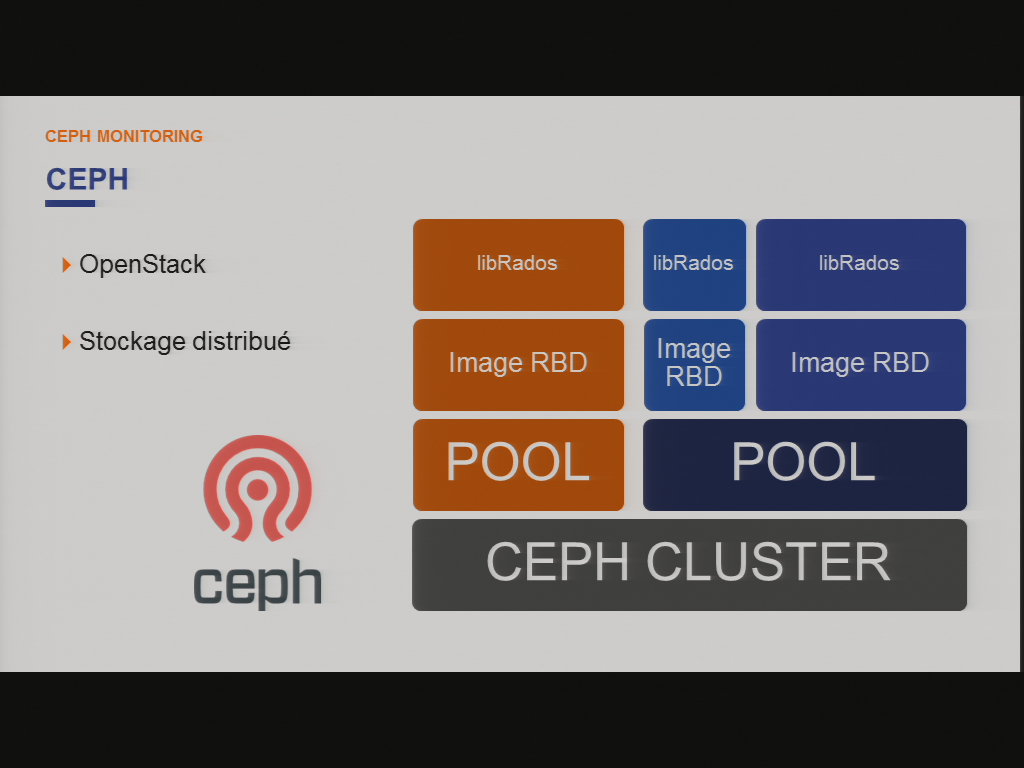 CEPH MONITORING
CEPH
OpenStack
Stockage distribué
ceph
libRados
libRados
libRados
Image RBD
Image
RBD
Image RBD
POOL
POOL
CEPH CLUSTER